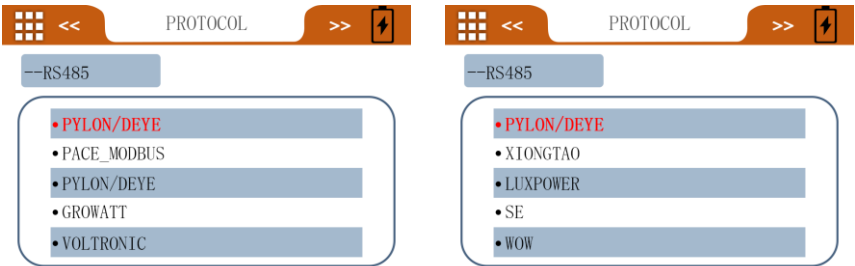 << PROTOCOL >>
--RS485
•PYLON/DEYE
•PACE_MODBUS
•PYLON/DEYE
•GROWATT
•VOLTRONIC
<< PROTOCOL >>
--RS485
•PYLON/DEYE
•XIONGTAO
•LUXPOWER
•SE
•WOW